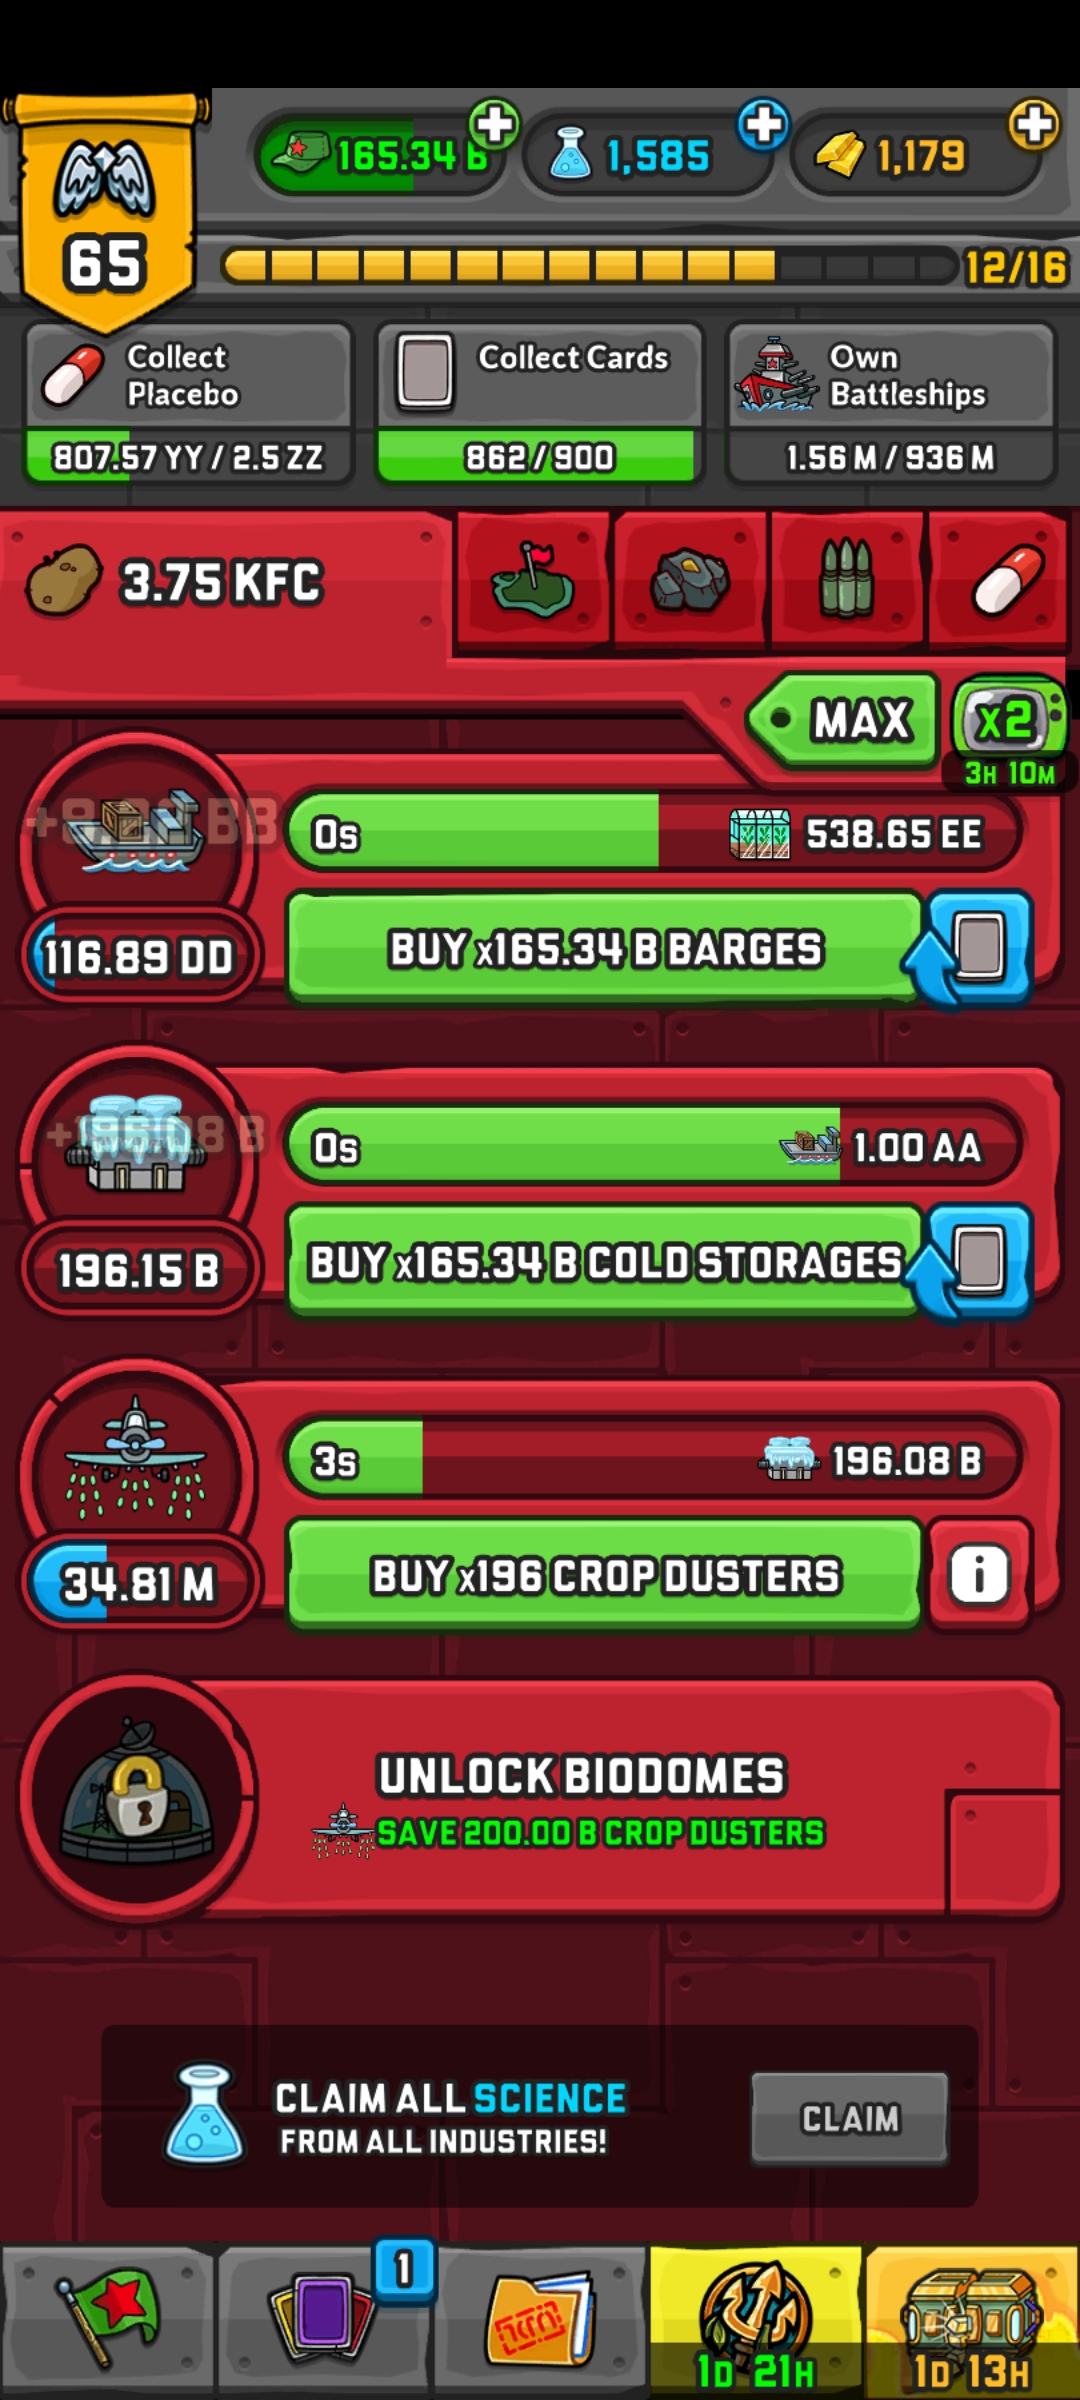 165.34 B
1,585
1,179
65
12/16
Collect
Placebo
807.57 YY / 2.5 ZZ
Collect Cards
862/900
Own
Battleships
1.56 M / 936 M
3.75 KFC
MAX
x2
3H 10M
0s
538.65 EE
116.89 DD
BUY x165.34 B BARGES
+196.08 B
0s
1.00 AA
196.15 B
BUY x165.34 B COLD STORAGES
3s
196.08 B
34.81 M
BUY x196 CROP DUSTERS
i
UNLOCK BIODOMES
SAVE 200.00 B CROP DUSTERS
CLAIM ALL SCIENCE
FROM ALL INDUSTRIES!
CLAIM
1
1D 21H
1D 13H